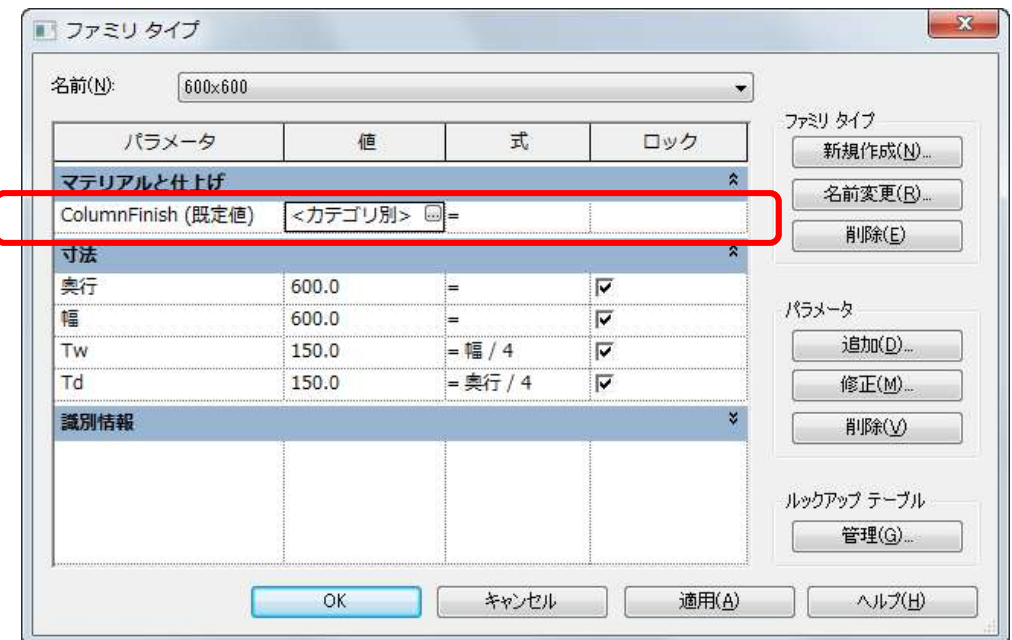 ファミリ タイプ
名前(N): 600x600
パラメータ 値 式 ロック
マテリアルと仕上げ
ColumnFinish (既定値) <カテゴリ別> ... =
寸法
奥行 600.0 =
幅 600.0 =
Tw 150.0 = 幅 / 4
Td 150.0 = 奥行 / 4
識別情報
ファミリ タイプ
新規作成(N)...
名前変更(R)...
削除(E)
パラメータ
追加(D)...
修正(M)...
削除(V)
ルックアップ テーブル
管理(G)...
OK キャンセル 適用(A) ヘルプ(H)